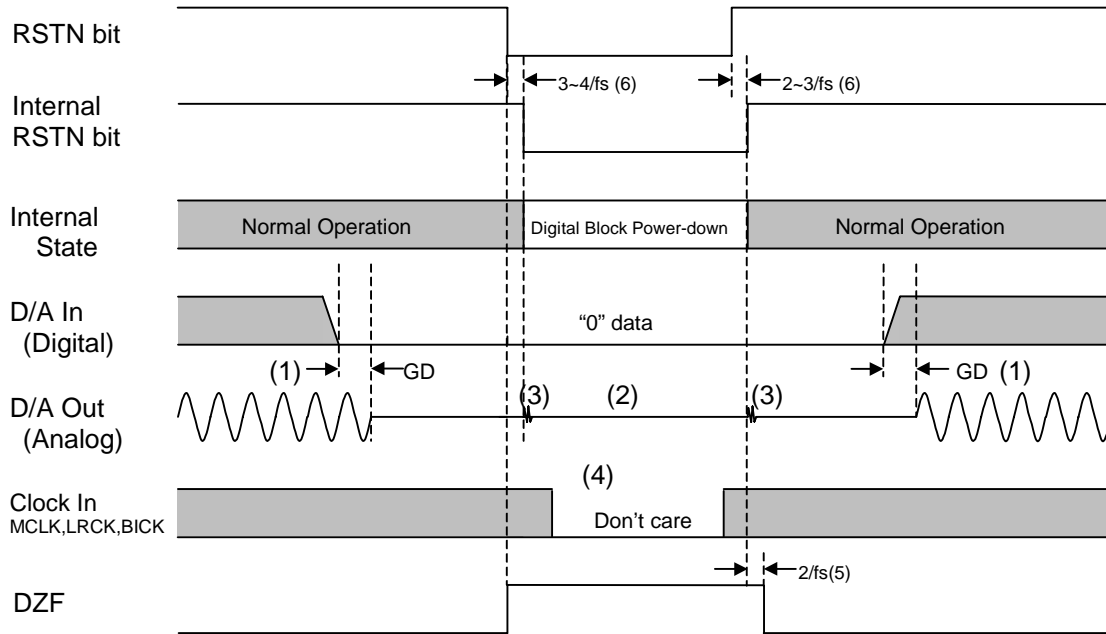 RSTN bit
3~4/fs (6)
2~3/fs (6)
Internal
RSTN bit
Internal
State
Normal Operation
Digital Block Power-down
Normal Operation
D/A In
(Digital)
“0” data
(1)
GD
GD
(1)
D/A Out
(Analog)
(3)
(2)
(3)
(4)
Clock In
MCLK,LRCK,BICK
Don’t care
2/fs(5)
DZF